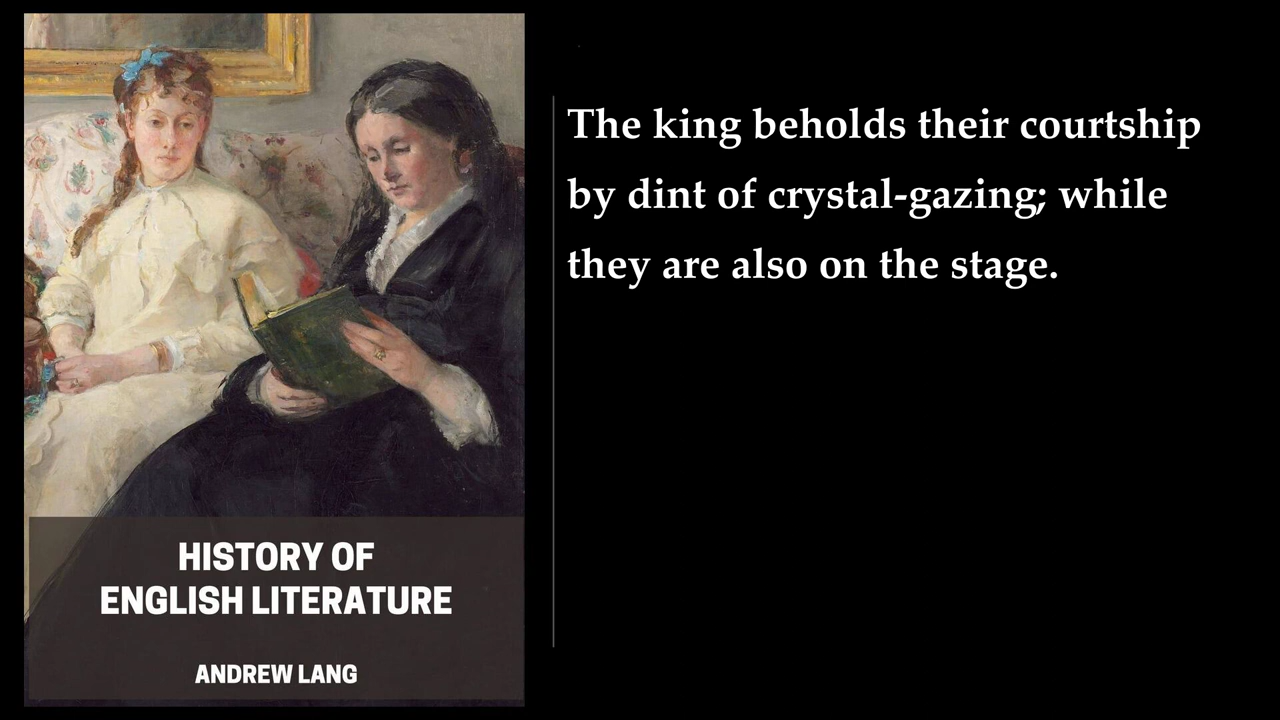 The king beholds their courtship
by dint of crystal-gazing; while
they are also on the stage.
HISTORY OF
ENGLISH LITERATURE
ANDREW LANG